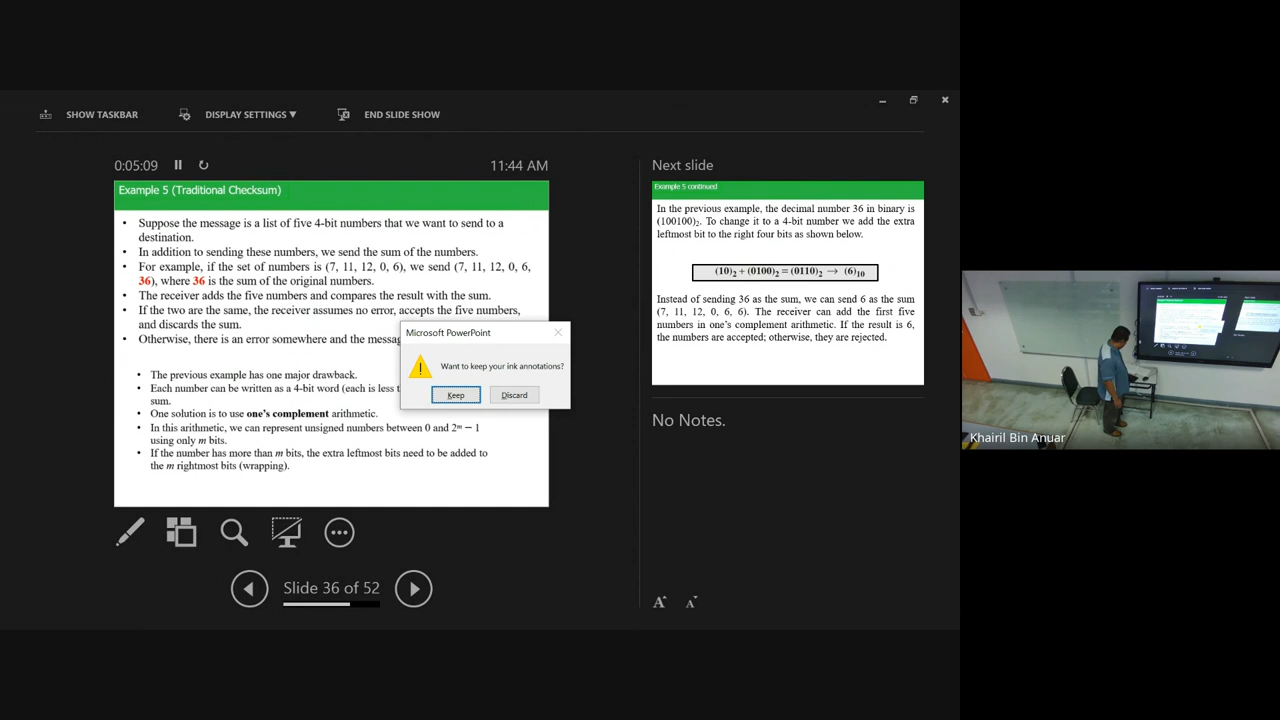 SHOW TASKBAR
DISPLAY SETTINGS ▼
END SLIDE SHOW
0:05:09
11:44 AM
Example 5 (Traditional Checksum)
• Suppose the message is a list of five 4-bit numbers that we want to send to a
destination.
• In addition to sending these numbers, we send the sum of the numbers.
• For example, if the set of numbers is (7, 11, 12, 0, 6), we send (7, 11, 12, 0, 6,
36), where 36 is the sum of the original numbers.
• The receiver adds the five numbers and compares the result with the sum.
• If the two are the same, the receiver assumes no error, accepts the five numbers,
and discards the sum.
• Otherwise, there is an error somewhere and the messag
• The previous example has one major drawback.
• Each number can be written as a 4-bit word (each is less t
sum.
• One solution is to use one's complement arithmetic.
• In this arithmetic, we can represent unsigned numbers between 0 and 2ᵐ − 1
using only m bits.
• If the number has more than m bits, the extra leftmost bits need to be added to
the m rightmost bits (wrapping).
Microsoft PowerPoint
Want to keep your ink annotations?
Keep
Discard
Slide 36 of 52
Next slide
Example 5 continued
In the previous example, the decimal number 36 in binary is
(100100)₂. To change it to a 4-bit number we add the extra
leftmost bit to the right four bits as shown below.
(10)₂ + (0100)₂ = (0110)₂ → (6)₁₀
Instead of sending 36 as the sum, we can send 6 as the sum
(7, 11, 12, 0, 6, 6). The receiver can add the first five
numbers in one's complement arithmetic. If the result is 6,
the numbers are accepted; otherwise, they are rejected.
No Notes.
A A
Khairil Bin Anuar